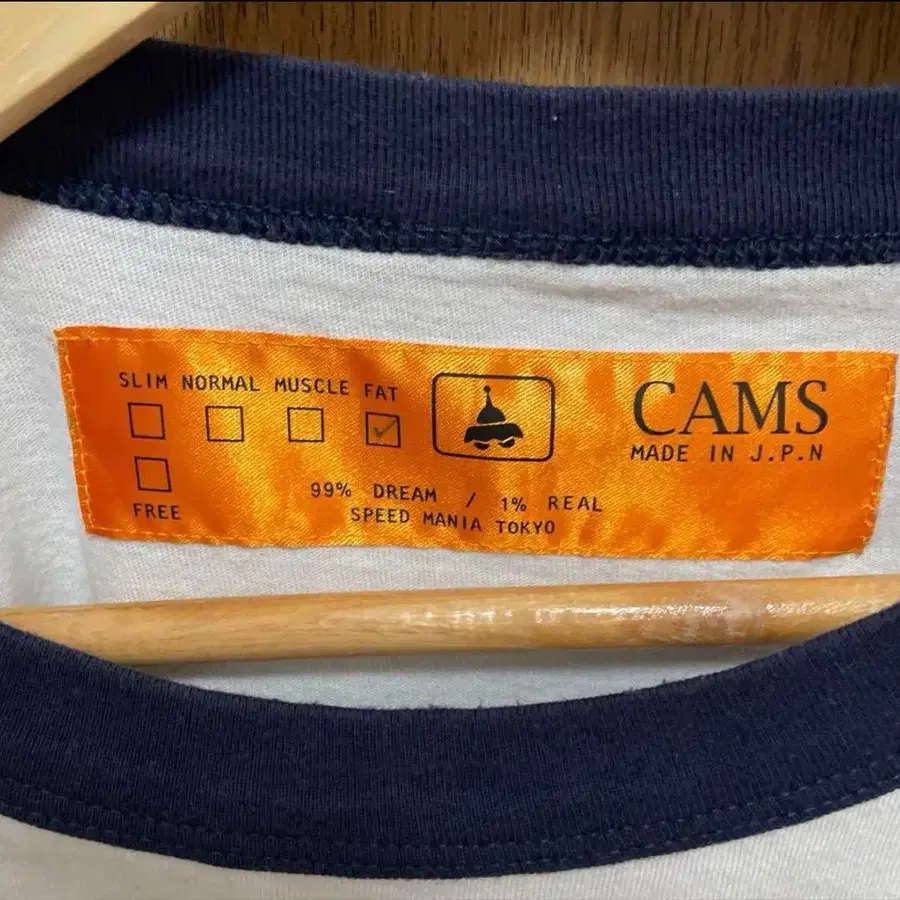 SLIM NORMAL MUSCLE FAT
FREE
99% DREAM / 1% REAL
SPEED MANIA TOKYO
CAMS
MADE IN J.P.N